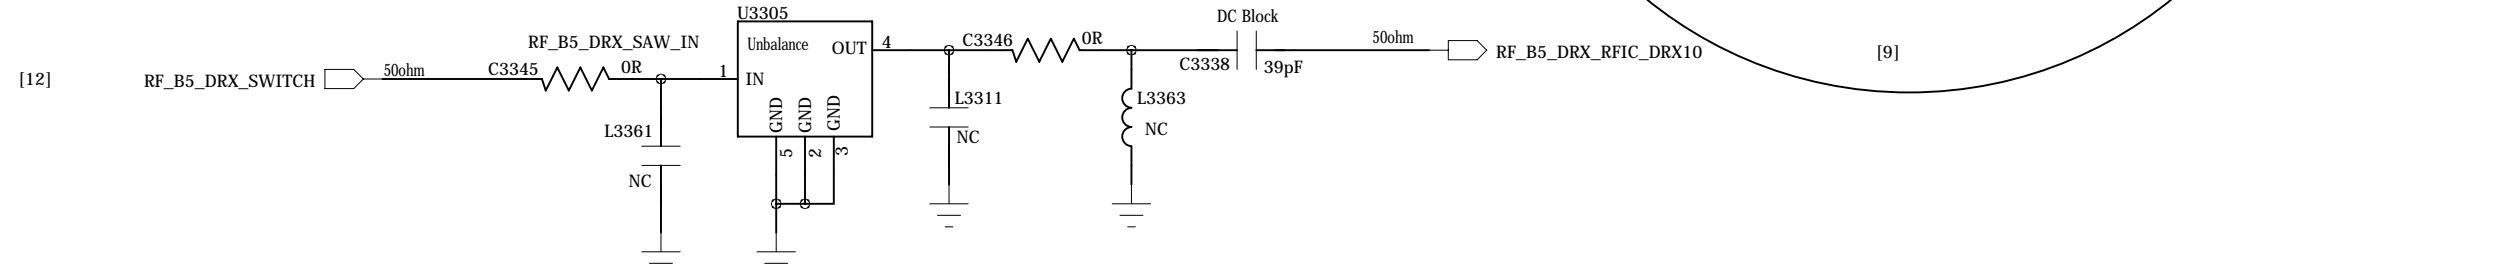 U3305
DC Block
RF_B5_DRX_SAW_IN
Unbalance
OUT
4
C3346
0R
50ohm
RF_B5_DRX_RFIC_DRX10
[9]
[12]
RF_B5_DRX_SWITCH
50ohm
C3345
0R
1
IN
C3338
39pF
GND
GND
GND
L3311
L3363
L3361
NC
NC
5
2
3
NC